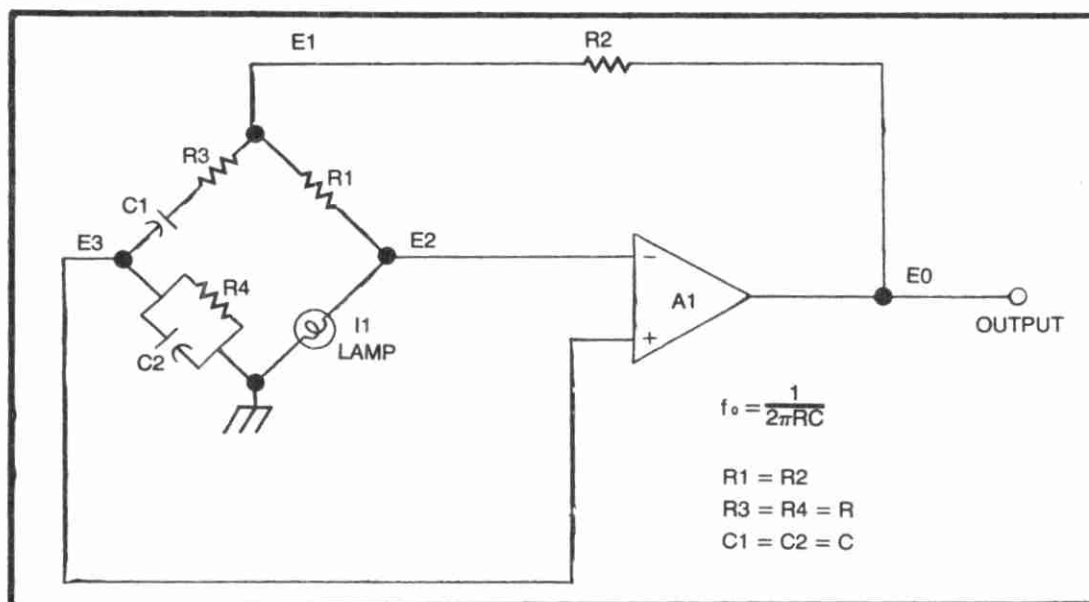 E1
R2
R3
R1
C1
E3
E2
R4
I1
LAMP
C2
−
A1
+
E0
OUTPUT
f₀ = 1/2πRC
R1 = R2
R3 = R4 = R
C1 = C2 = C